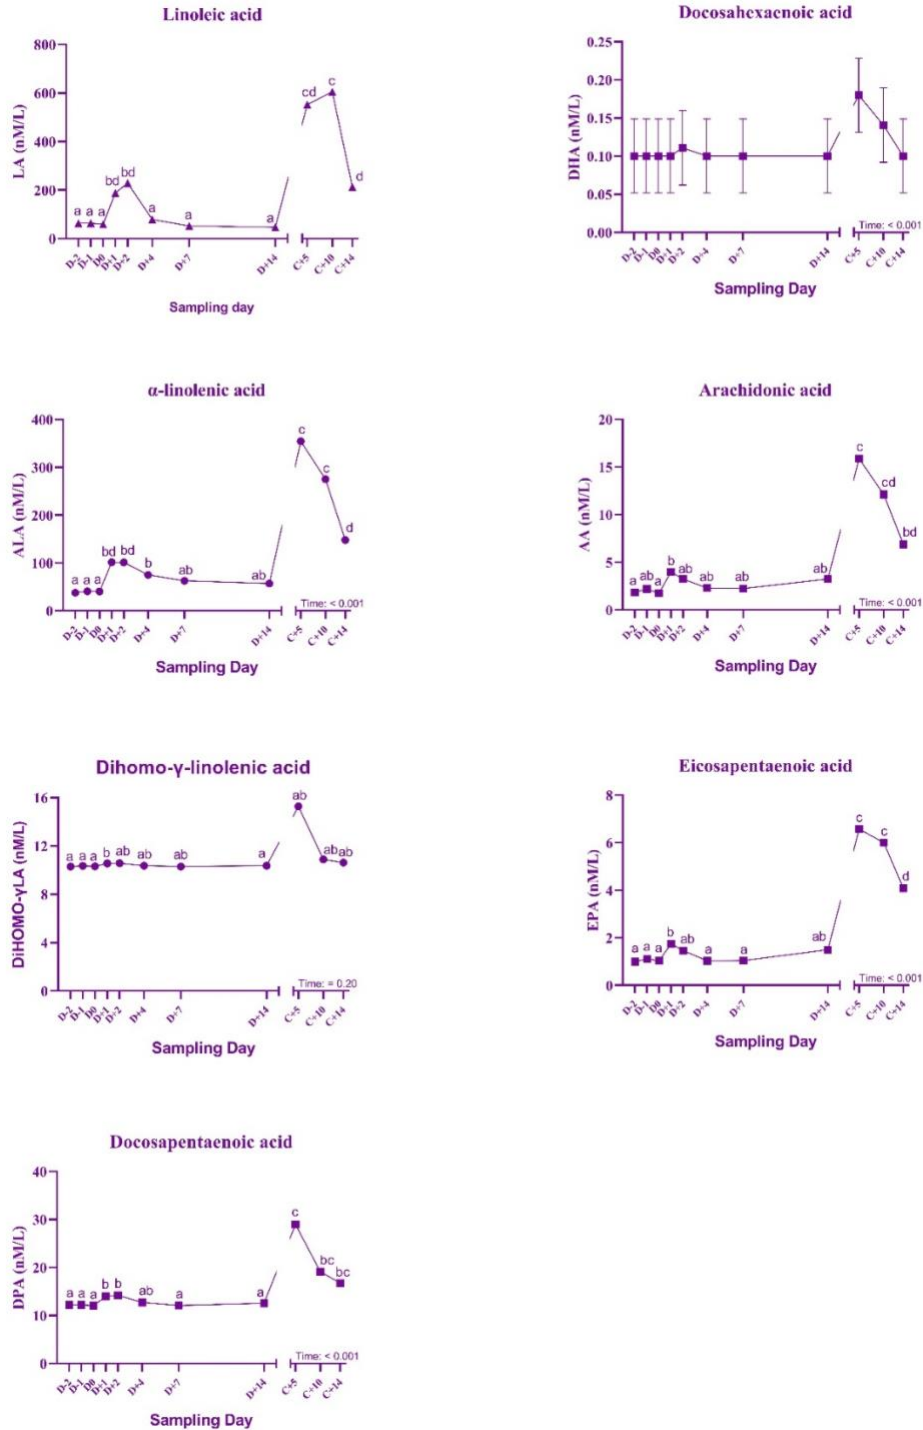 Linoleic acid
LA (nM/L)
800
600
400
200
0
a a a bd bd a a a cd c d
D-2 D-1 D0 D+1 D+2 D+4 D+7 D+14 C+5 C+10 C+14
Sampling day
Docosahexaenoic acid
DHA (nM/L)
0.25
0.20
0.15
0.10
0.05
0.00
Time: < 0.001
D-2 D-1 D0 D+1 D+2 D+4 D+7 D+14 C+5 C+10 C+14
Sampling Day
α-linolenic acid
ALA (nM/L)
400
300
200
100
0
a a a bd bd b ab ab c c d
Time: < 0.001
D-2 D-1 D0 D+1 D+2 D+4 D+7 D+14 C+5 C+10 C+14
Sampling Day
Arachidonic acid
AA (nM/L)
20
15
10
5
0
a ab a b ab ab ab ab c cd bd
Time: < 0.001
D-2 D-1 D0 D+1 D+2 D+4 D+7 D+14 C+5 C+10 C+14
Sampling Day
Dihomo-γ-linolenic acid
DiHOMO-γLA (nM/L)
16
12
8
4
0
a a a b ab ab ab a ab ab ab
Time: = 0.20
D-2 D-1 D0 D+1 D+2 D+4 D+7 D+14 C+5 C+10 C+14
Sampling Day
Eicosapentaenoic acid
EPA (nM/L)
8
6
4
2
0
a a a b ab a a ab c c d
Time: < 0.001
D-2 D-1 D0 D+1 D+2 D+4 D+7 D+14 C+5 C+10 C+14
Sampling Day
Docosapentaenoic acid
DPA (nM/L)
40
30
20
10
0
a a a b b ab a a c bc bc
Time: < 0.001
D-2 D-1 D0 D+1 D+2 D+4 D+7 D+14 C+5 C+10 C+14
Sampling Day